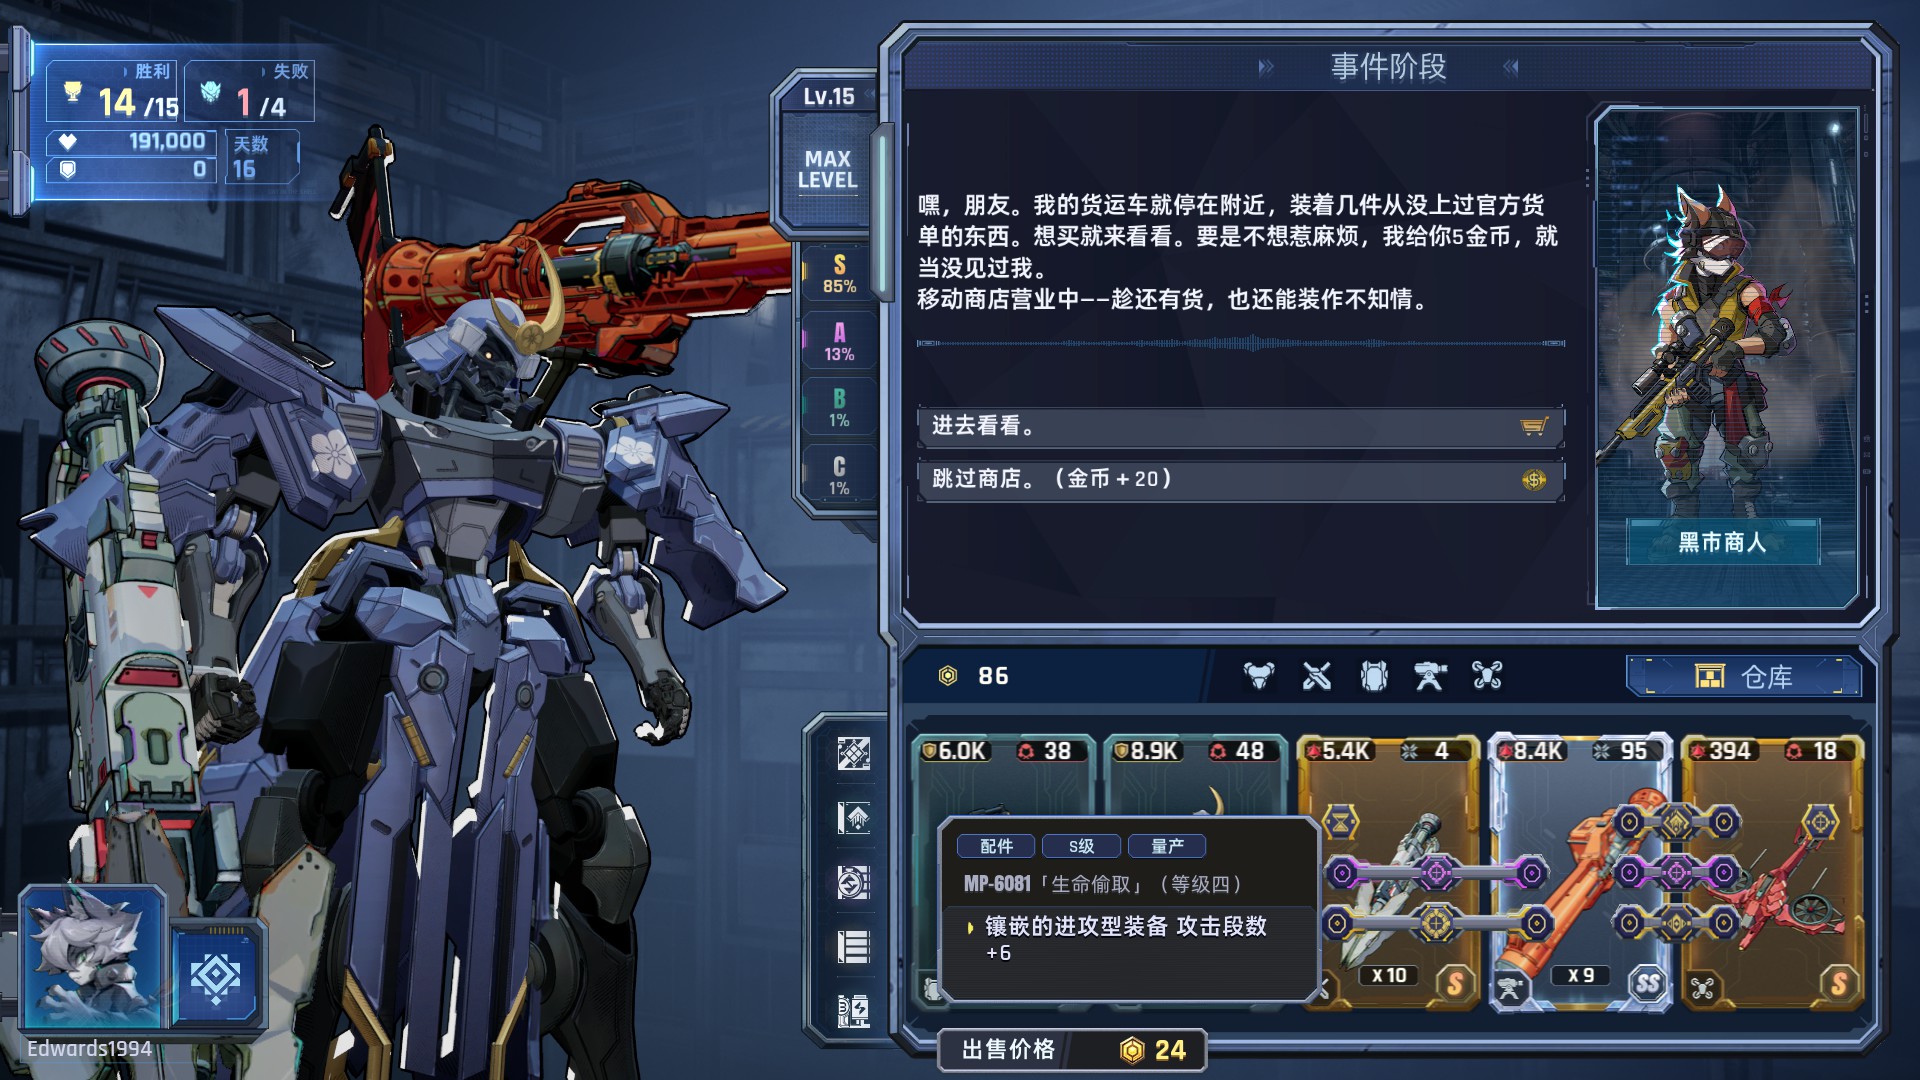 胜利
14 /15
失败
1 /4
191,000
0
天数
16
Lv.15
MAX
LEVEL
S
85%
A
13%
B
1%
C
1%
事件阶段
嘿，朋友。我的货运车就停在附近，装着几件从没上过官方货
单的东西。想买就来看看。要是不想惹麻烦，我给你5金币，就
当没见过我。
移动商店营业中——趁还有货，也还能装作不知情。
进去看看。
跳过商店。（金币+20）
黑市商人
86
仓库
6.0K 38
8.9K 48
5.4K 4
8.4K 95
394 18
配件 S级 量产
MP-6081「生命偷取」（等级四）
镶嵌的进攻型装备 攻击段数
+6
x10 S
x9 SS
S
出售价格 24
Edwards1994